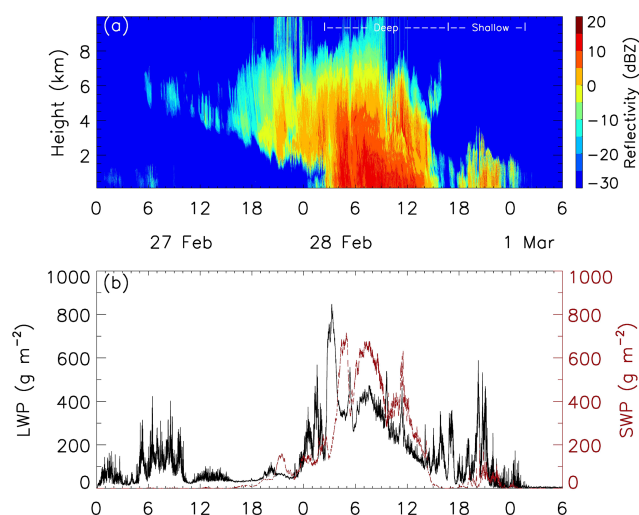 (a)
Deep
Shallow
Height (km)
8
6
4
2
20
10
0
−10
−20
−30
Reflectivity (dBZ)
0 6 12 18 0 6 12 18 0 6
27 Feb 28 Feb 1 Mar
(b)
LWP (g m−2)
1000
800
600
400
200
0
1000
800
600
400
200
0
SWP (g m−2)
0 6 12 18 0 6 12 18 0 6